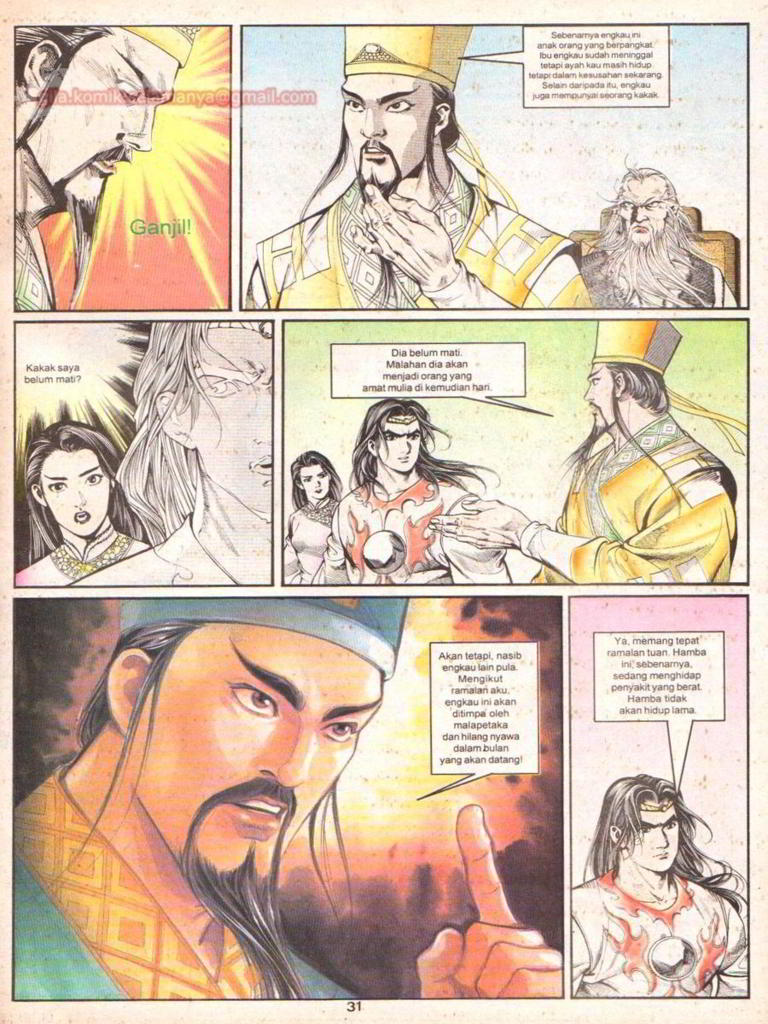 Ganjil!
Sebenarnya engkau ini
anak orang yang berpangkat.
Ibu engkau sudah meninggal
tetapi ayah kau masih hidup
tetapi dalam kesusahan sekarang.
Selain daripada itu, engkau
juga mempunyai seorang kakak.
Kakak saya
belum mati?
Dia belum mati.
Malahan dia akan
menjadi orang yang
amat mulia di kemudian hari.
Akan tetapi, nasib
engkau lain pula.
Mengikut
ramalan aku,
engkau ini akan
ditimpa oleh
malapetaka
dan hilang nyawa
dalam bulan
yang akan datang!
Ya, memang tepat
ramalan tuan. Hamba
ini, sebenarnya,
sedang menghidap
penyakit yang berat.
Hamba tidak
akan hidup lama.
31